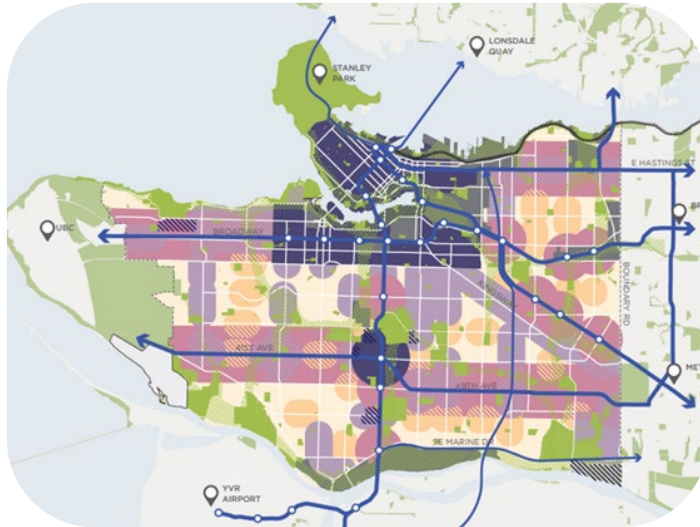 LONSDALE
QUAY
STANLEY
PARK
E HASTINGS ST
UBC
BROADWAY
KINGSWAY
BOUNDARY RD
41ST AVE
49TH AVE
SE MARINE DR
YVR
AIRPORT